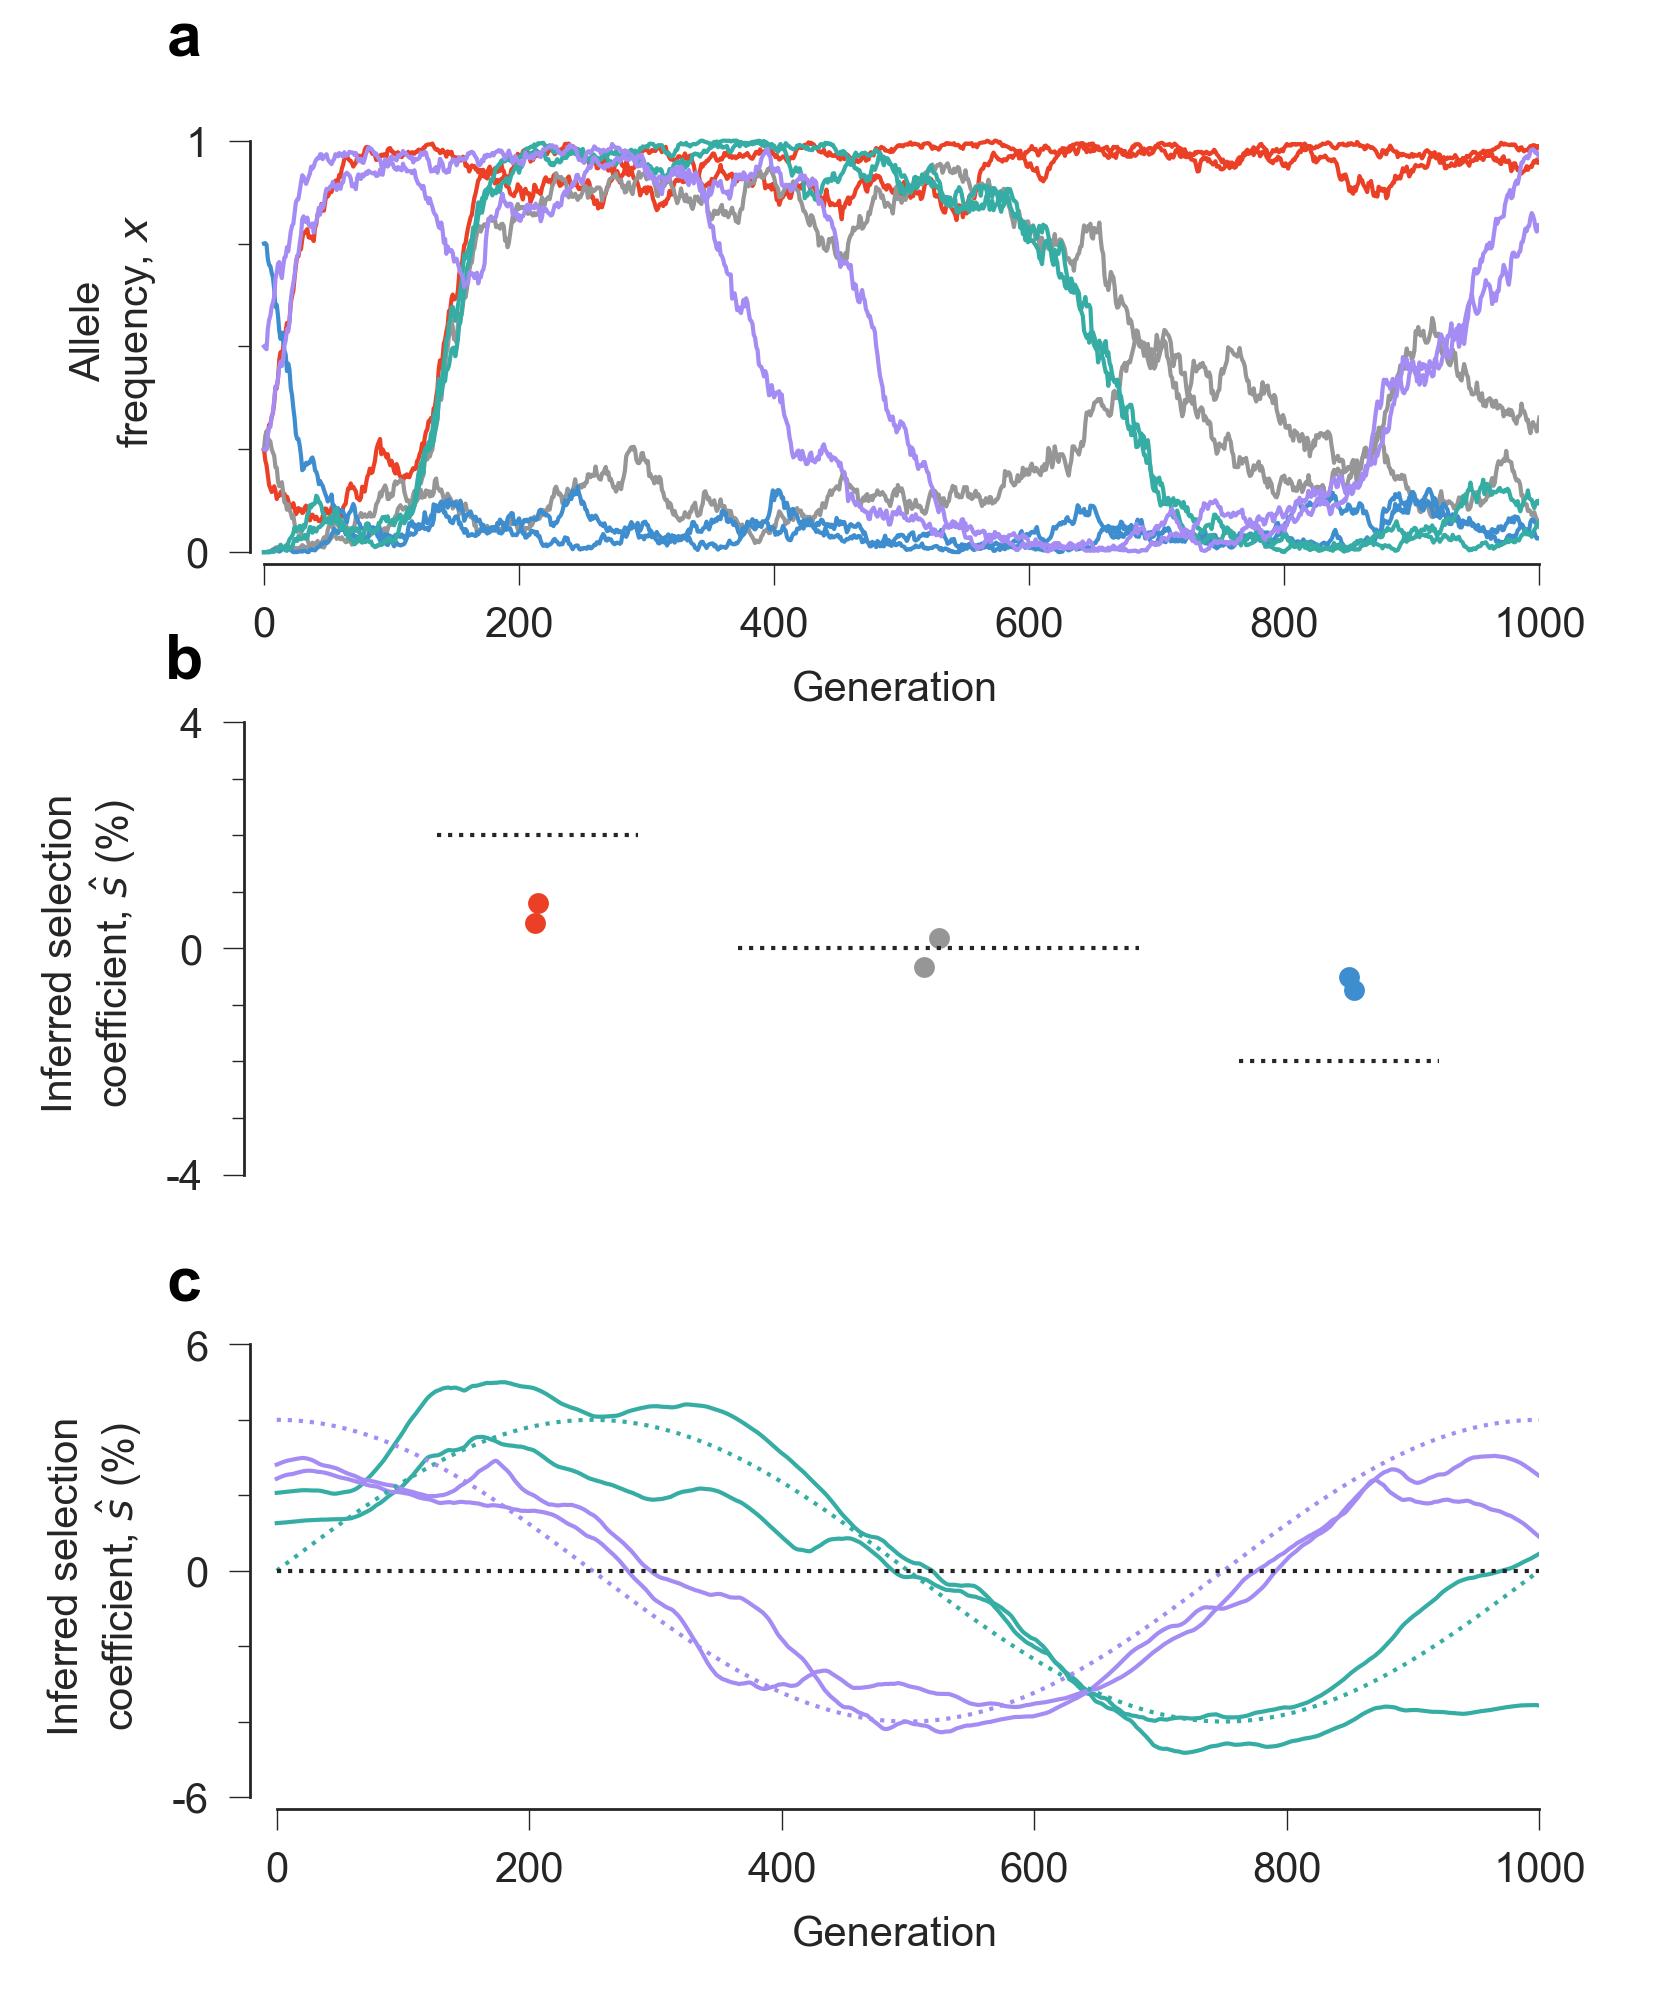 a
Allele
frequency, x
1
0
0 200 400 600 800 1000
Generation
b
Inferred selection
coefficient, ŝ (%)
4
0
-4
c
Inferred selection
coefficient, ŝ (%)
6
0
-6
0 200 400 600 800 1000
Generation